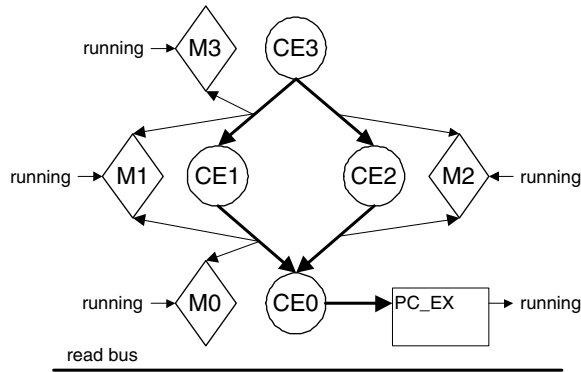 running
M3
CE3
running
M1
CE1
CE2
M2
running
running
M0
CE0
PC_EX
running
read bus